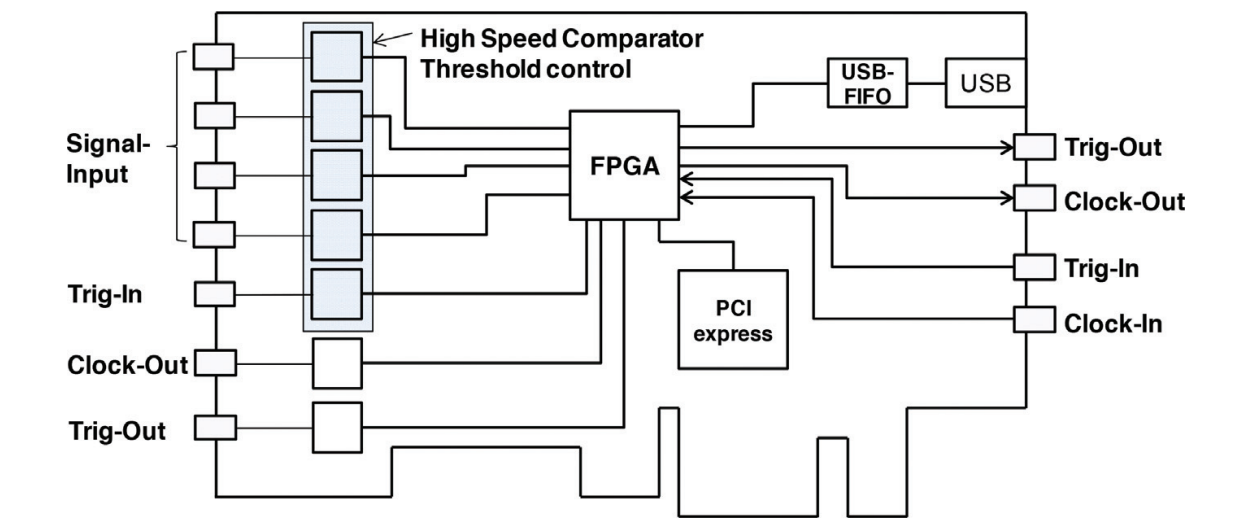 High Speed Comparator
Threshold control
USB-
FIFO
USB
Signal-
Input
FPGA
Trig-Out
Clock-Out
Trig-In
Trig-In
PCI
express
Clock-In
Clock-Out
Trig-Out